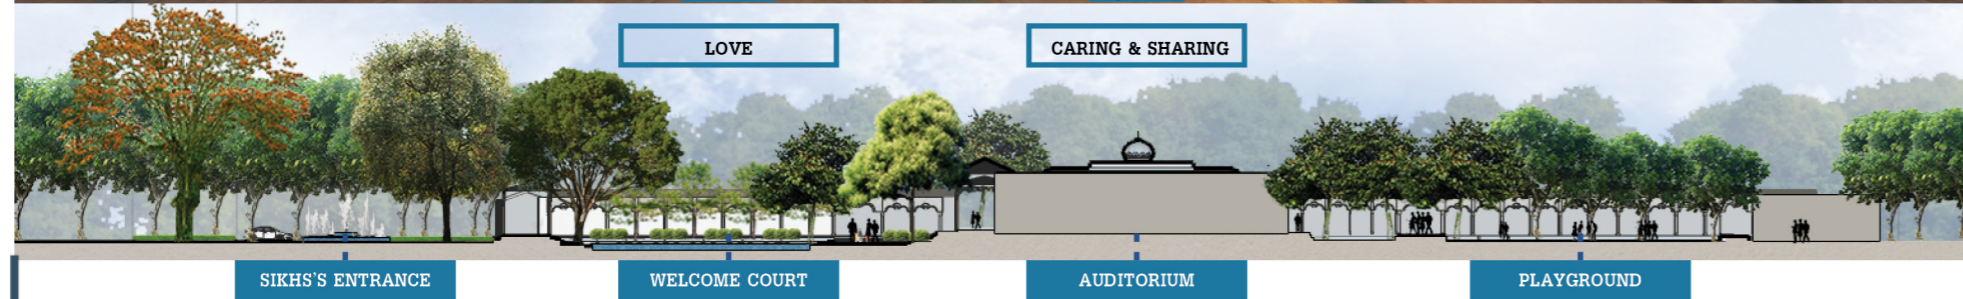 LOVE
CARING & SHARING
SIKHS'S ENTRANCE
WELCOME COURT
AUDITORIUM
PLAYGROUND